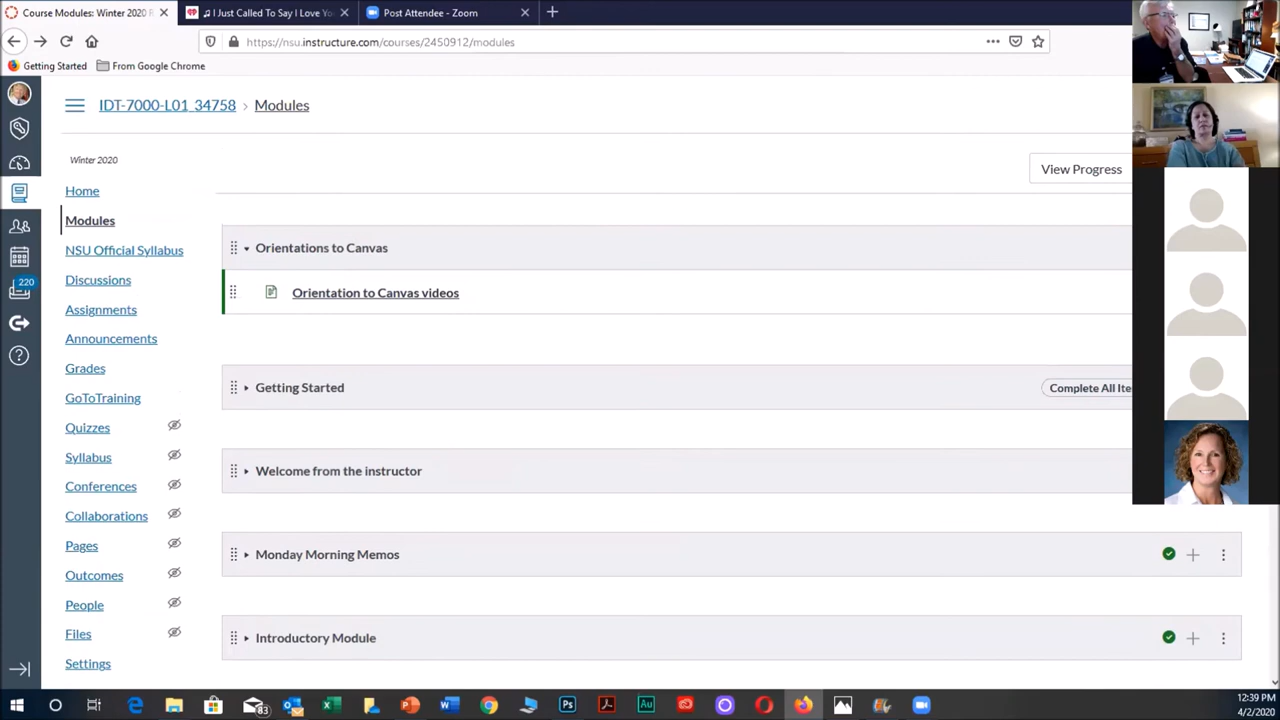 Course Modules: Winter 2020 R
♫ I Just Called To Say I Love Yo
Post Attendee - Zoom
https://nsu.instructure.com/courses/2450912/modules
Getting Started
From Google Chrome
IDT-7000-L01_34758 › Modules
Winter 2020
View Progress
Home
Modules
NSU Official Syllabus
Discussions
Assignments
Announcements
Grades
GoToTraining
Quizzes
Syllabus
Conferences
Collaborations
Pages
Outcomes
People
Files
Settings
220
Orientations to Canvas
Orientation to Canvas videos
Getting Started
Complete All Ite
Welcome from the instructor
Monday Morning Memos
Introductory Module
83
12:39 PM
4/2/2020